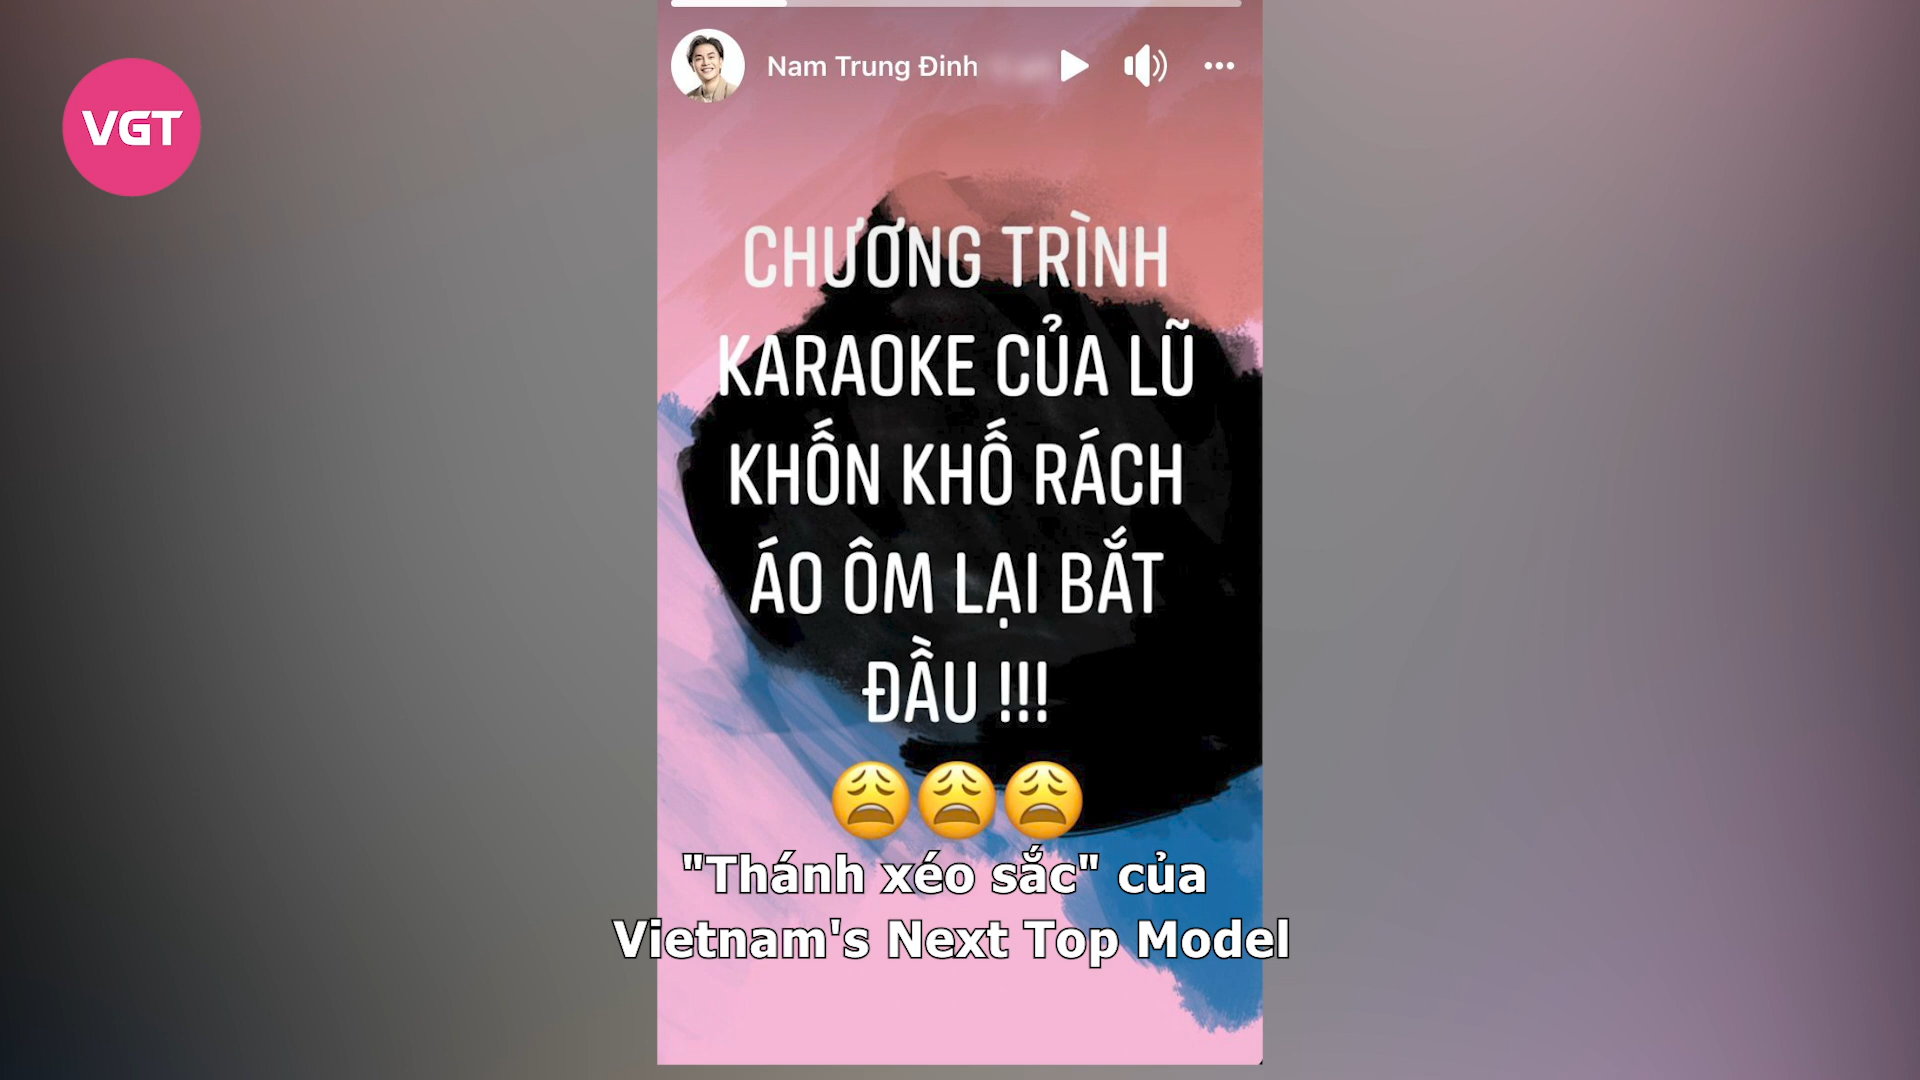 VGT
Nam Trung Đinh
CHƯƠNG TRÌNH
KARAOKE CỦA LŨ
KHỐN KHỐ RÁCH
ÁO ÔM LẠI BẮT
ĐẦU !!!
"Thánh xéo sắc" của
Vietnam's Next Top Model